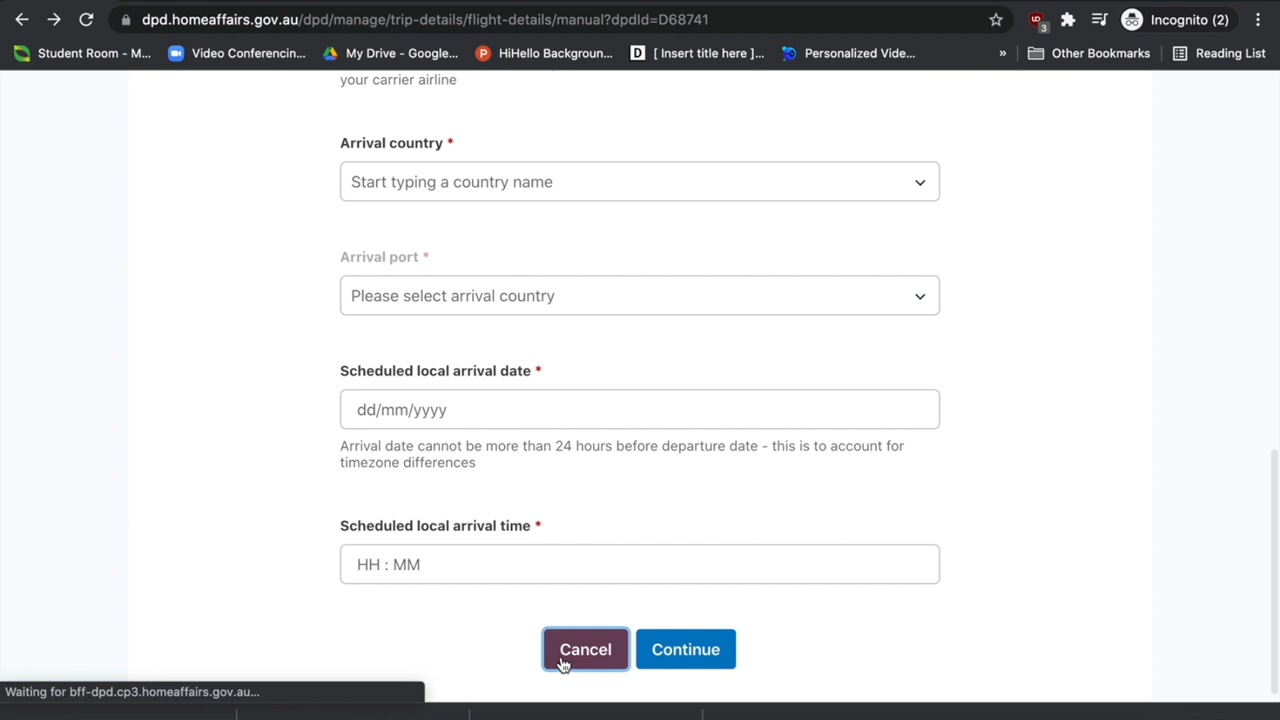 dpd.homeaffairs.gov.au/dpd/manage/trip-details/flight-details/manual?dpdId=D68741
3
Incognito (2)
Student Room - M...
Video Conferencin...
My Drive - Google...
P
HiHello Backgroun...
D
[ Insert title here ]...
Personalized Vide...
»
Other Bookmarks
Reading List
your carrier airline
Arrival country *
Start typing a country name
Arrival port *
Please select arrival country
Scheduled local arrival date *
dd/mm/yyyy
Arrival date cannot be more than 24 hours before departure date - this is to account for
timezone differences
Scheduled local arrival time *
HH : MM
Cancel
Continue
Waiting for bff-dpd.cp3.homeaffairs.gov.au...